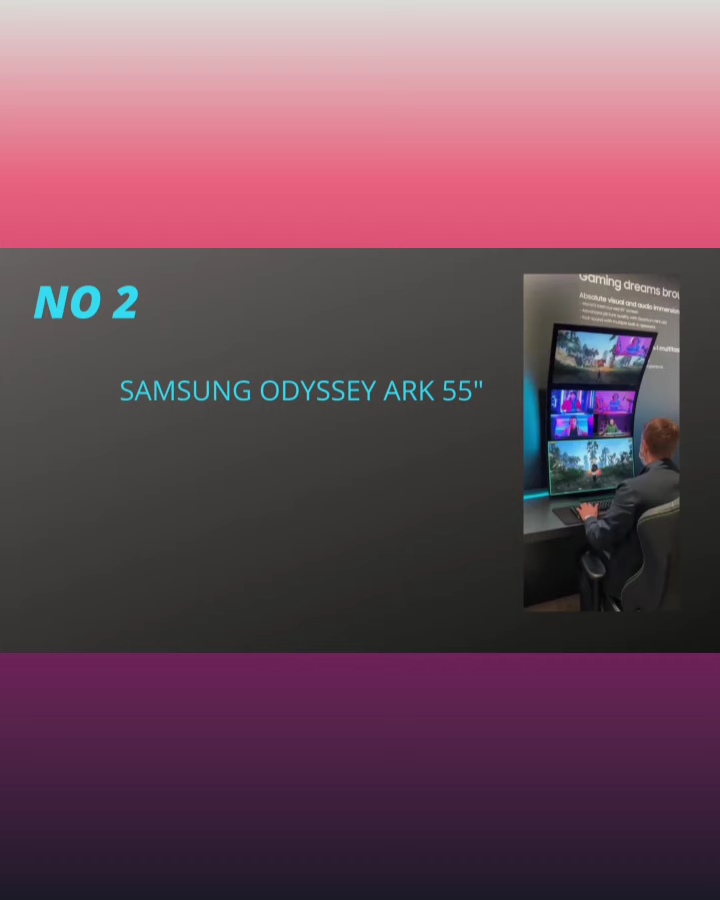 NO 2
SAMSUNG ODYSSEY ARK 55"
Gaming dreams brou
Absolute visual and audio immersion